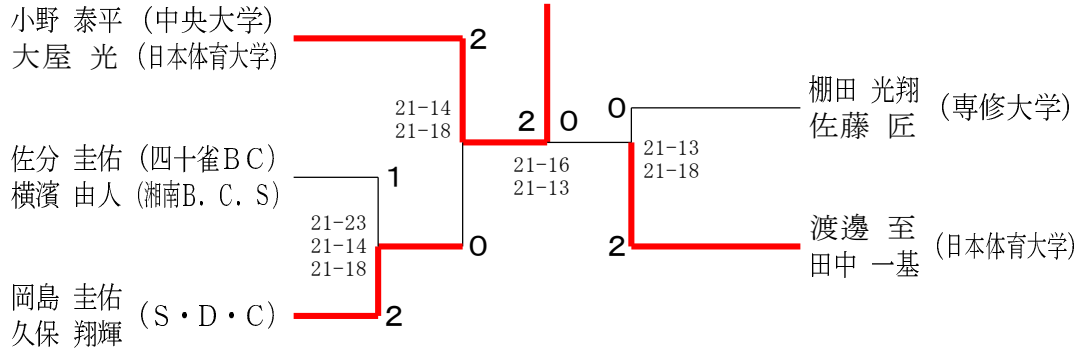 小野 泰平 (中央大学)
大屋 光 (日本体育大学)
2
21-14
21-18
佐分 圭佑 (四十雀BC)
横濱 由人 (湘南B．C．S)
1
21-23
21-14
21-18
0
岡島 圭佑
久保 翔輝
(S・D・C)
2
2 0
21-16
21-13
0
棚田 光翔
佐藤 匠
(専修大学)
21-13
21-18
2
渡邊 至
田中 一基
(日本体育大学)